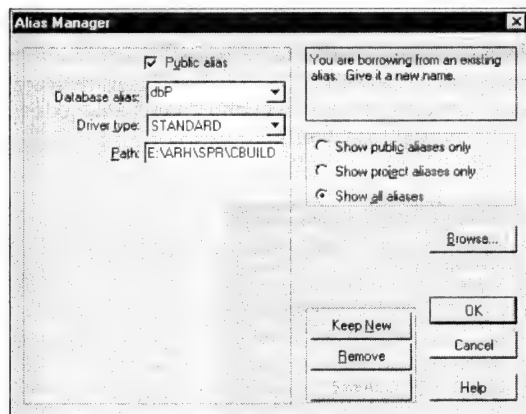 Alias Manager
Public alias
Database alias: dbP
Driver type: STANDARD
Path: E:\ARH\SPR\CBUILD
You are borrowing from an existing
alias. Give it a new name.
Show public aliases only
Show project aliases only
Show all aliases
Browse...
Keep New
Remove
OK
Cancel
Help